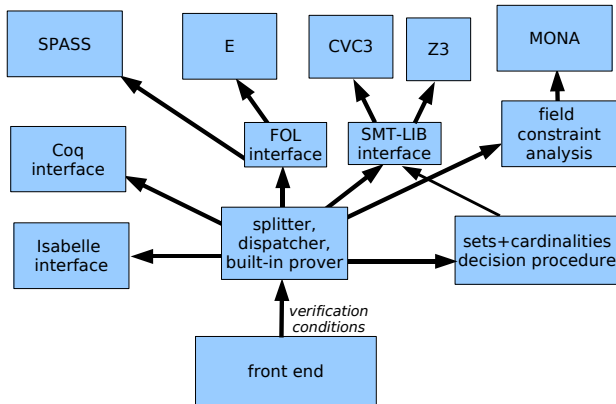 SPASS
E
CVC3
Z3
MONA
FOL
interface
SMT-LIB
interface
field
constraint
analysis
Coq
interface
Isabelle
interface
splitter,
dispatcher,
built-in prover
sets+cardinalities
decision procedure
verification
conditions
front end